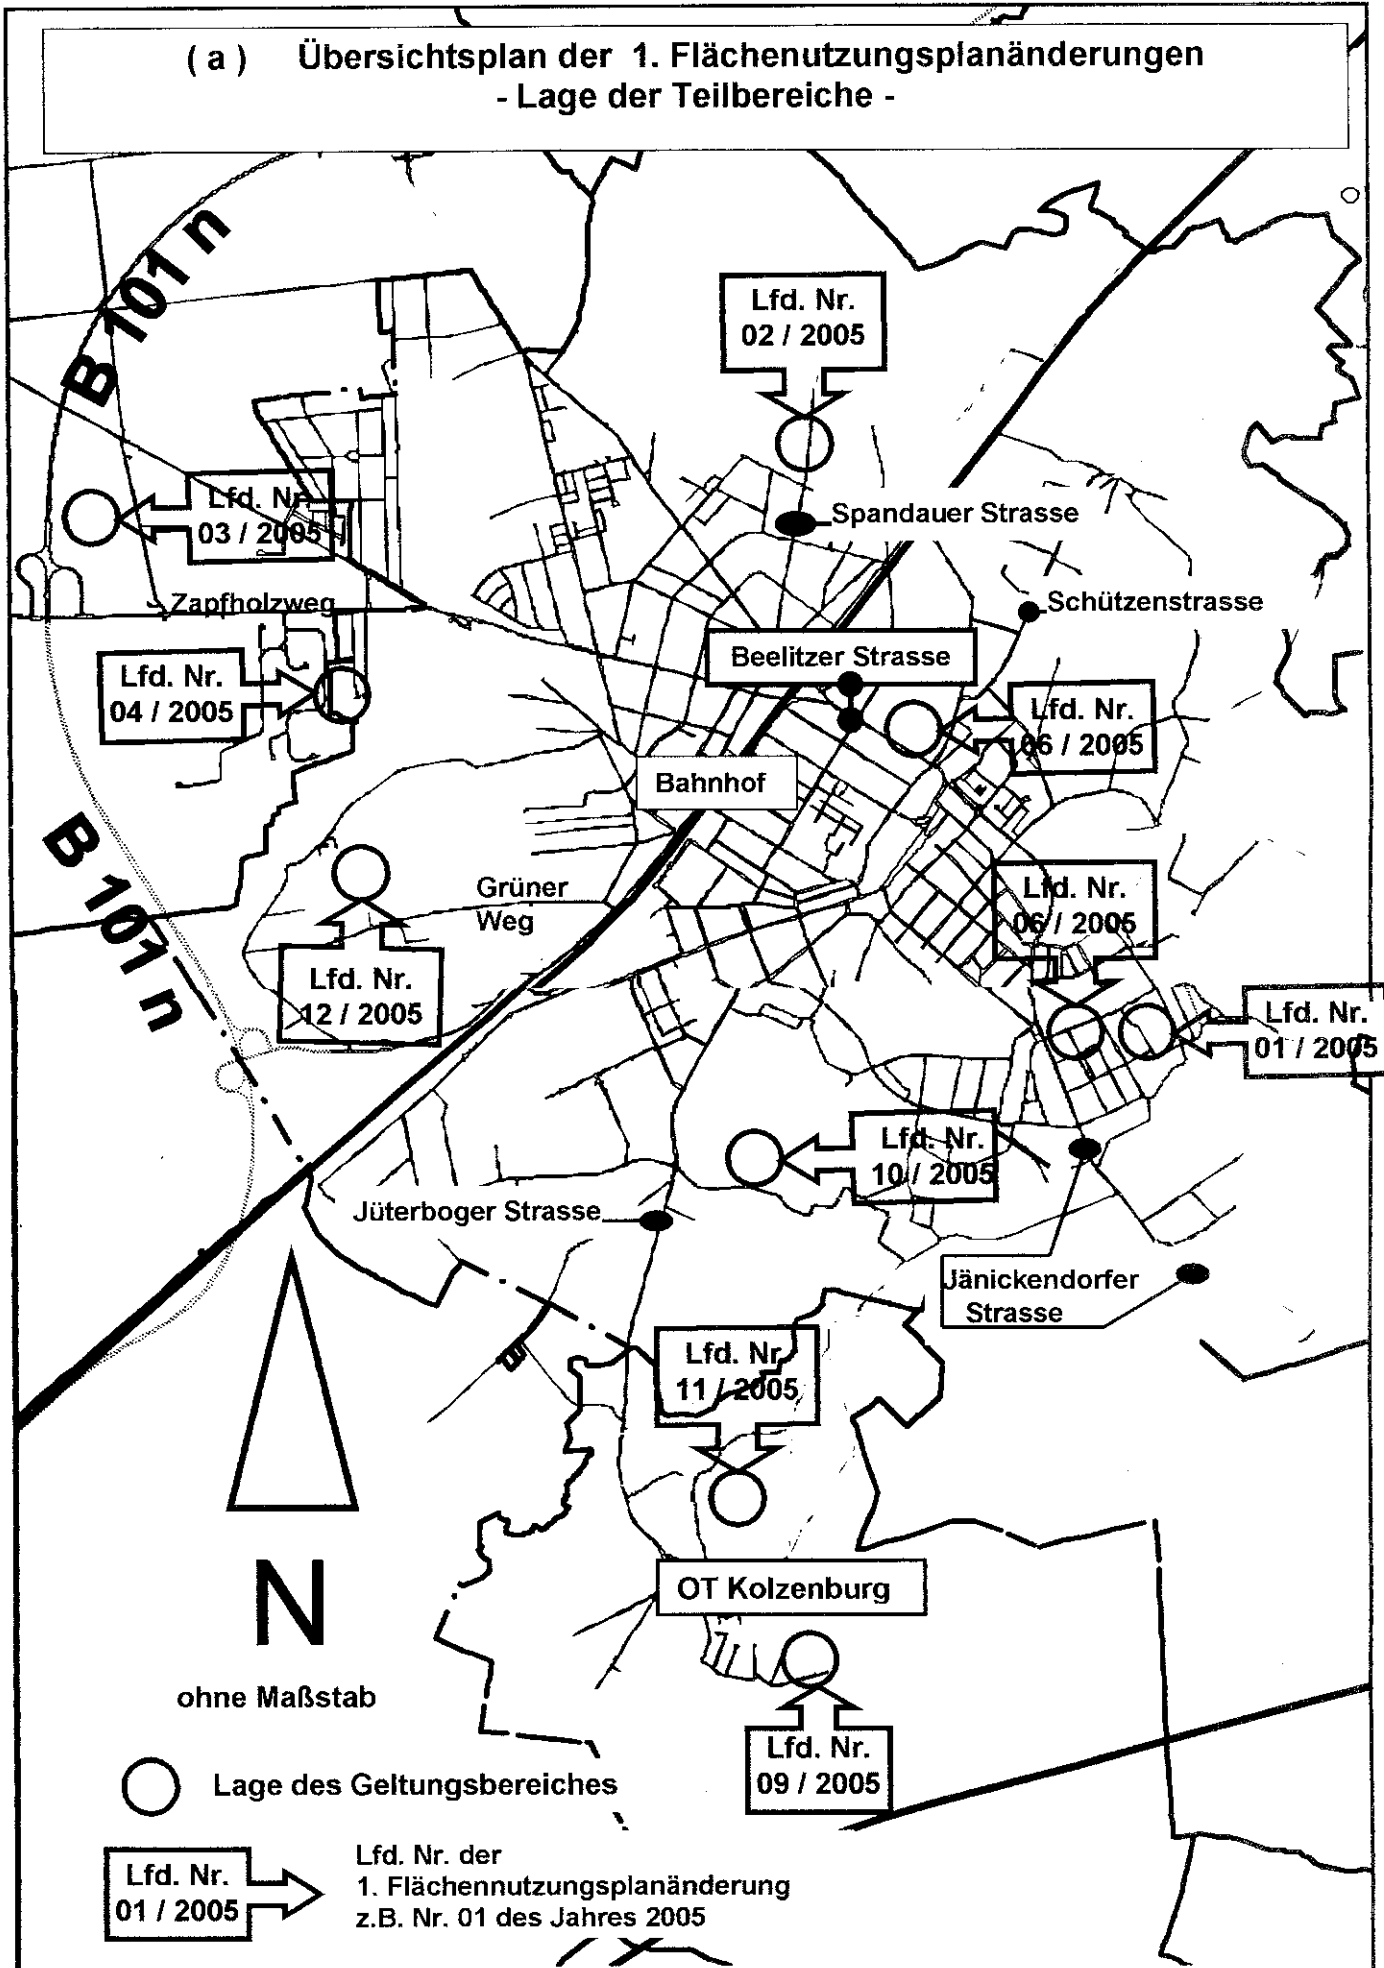 ( a ) Übersichtsplan der 1. Flächenutzungsplanänderungen
- Lage der Teilbereiche -
B 101 n
Lfd. Nr.
02 / 2005
Lfd. Nr.
03 / 2005
Spandauer Strasse
Zapfholzweg
Schützenstrasse
Lfd. Nr.
04 / 2005
Beelitzer Strasse
Lfd. Nr.
06 / 2005
Bahnhof
B 101 n
Grüner
Weg
Lfd. Nr.
06 / 2005
Lfd. Nr.
12 / 2005
Lfd. Nr.
01 / 2005
Lfd. Nr.
10 / 2005
Jüterboger Strasse
Jänickendorfer
Strasse
Lfd. Nr.
11 / 2005
N
OT Kolzenburg
ohne Maßstab
Lfd. Nr.
09 / 2005
Lage des Geltungsbereiches
Lfd. Nr.
01 / 2005
Lfd. Nr. der
1. Flächennutzungsplanänderung
z.B. Nr. 01 des Jahres 2005